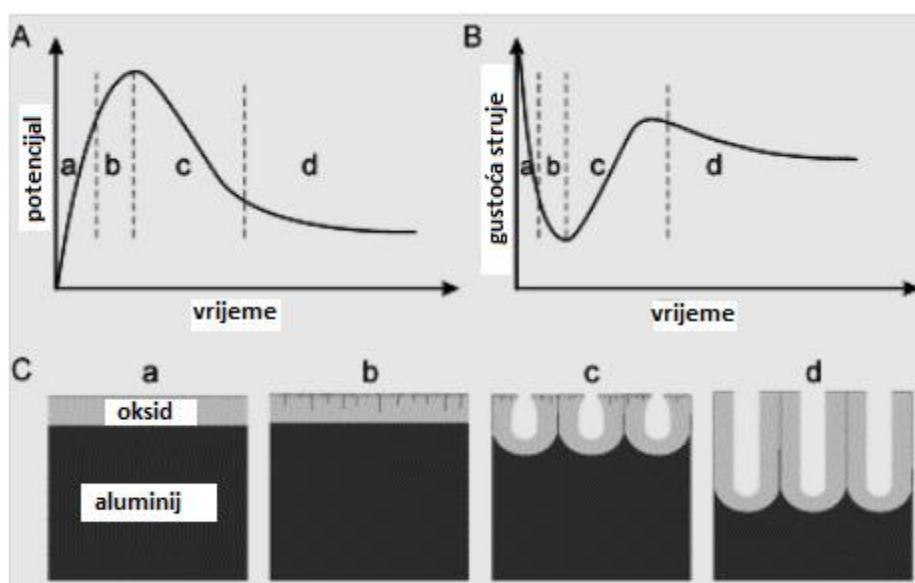 A
potencijal
a
b
c
d
vrijeme
B
gustoća struje
a
b
c
d
vrijeme
C
a
b
c
d
oksid
aluminij